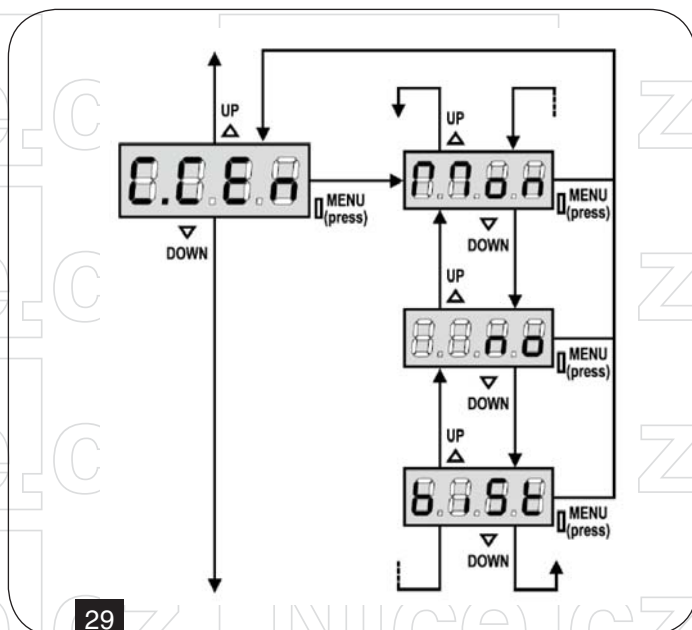 UP
UP
C.C E n
M o n
MENU
(press)
MENU
(press)
DOWN
DOWN
UP
n o
MENU
(press)
DOWN
UP
b i S t
MENU
(press)
DOWN
29